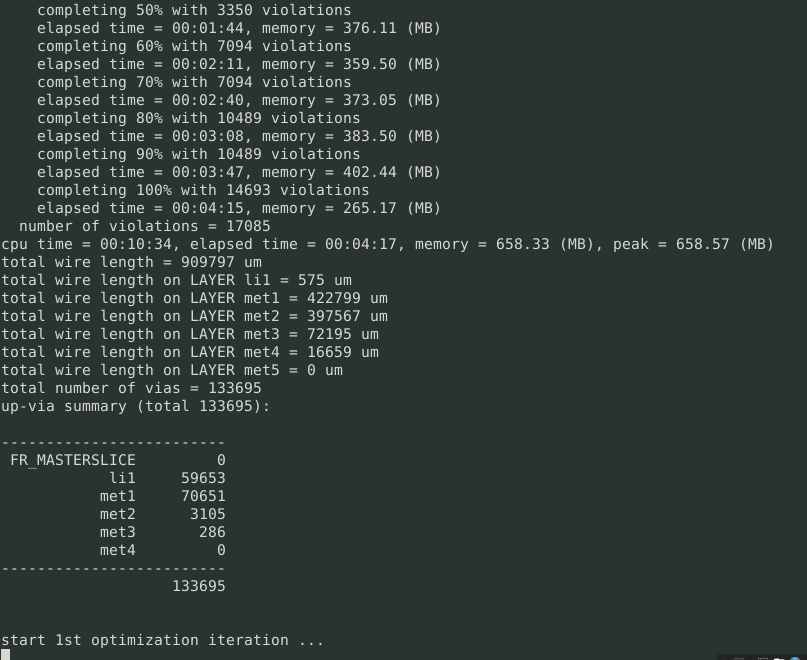 completing 50% with 3350 violations
elapsed time = 00:01:44, memory = 376.11 (MB)
completing 60% with 7094 violations
elapsed time = 00:02:11, memory = 359.50 (MB)
completing 70% with 7094 violations
elapsed time = 00:02:40, memory = 373.05 (MB)
completing 80% with 10489 violations
elapsed time = 00:03:08, memory = 383.50 (MB)
completing 90% with 10489 violations
elapsed time = 00:03:47, memory = 402.44 (MB)
completing 100% with 14693 violations
elapsed time = 00:04:15, memory = 265.17 (MB)
number of violations = 17085
cpu time = 00:10:34, elapsed time = 00:04:17, memory = 658.33 (MB), peak = 658.57 (MB)
total wire length = 909797 um
total wire length on LAYER li1 = 575 um
total wire length on LAYER met1 = 422799 um
total wire length on LAYER met2 = 397567 um
total wire length on LAYER met3 = 72195 um
total wire length on LAYER met4 = 16659 um
total wire length on LAYER met5 = 0 um
total number of vias = 133695
up-via summary (total 133695):
-------------------------
FR_MASTERSLICE 0
li1 59653
met1 70651
met2 3105
met3 286
met4 0
-------------------------
133695
start 1st optimization iteration ...